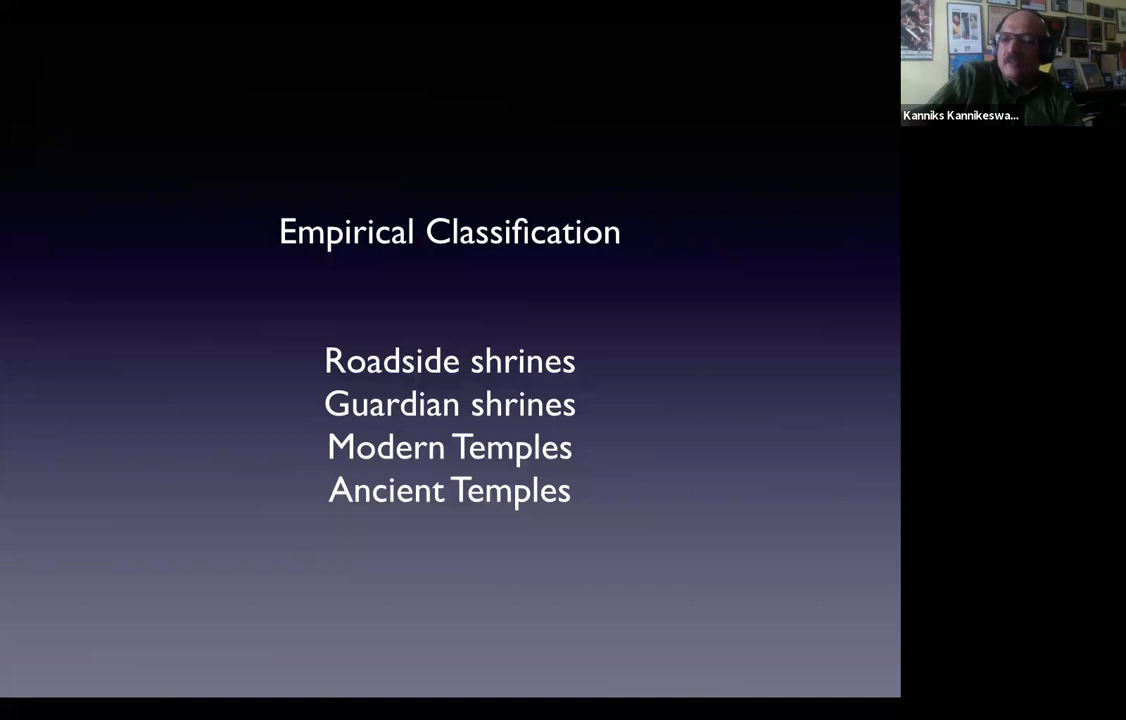 Empirical Classification
Roadside shrines
Guardian shrines
Modern Temples
Ancient Temples
Kanniks Kannikeswa...